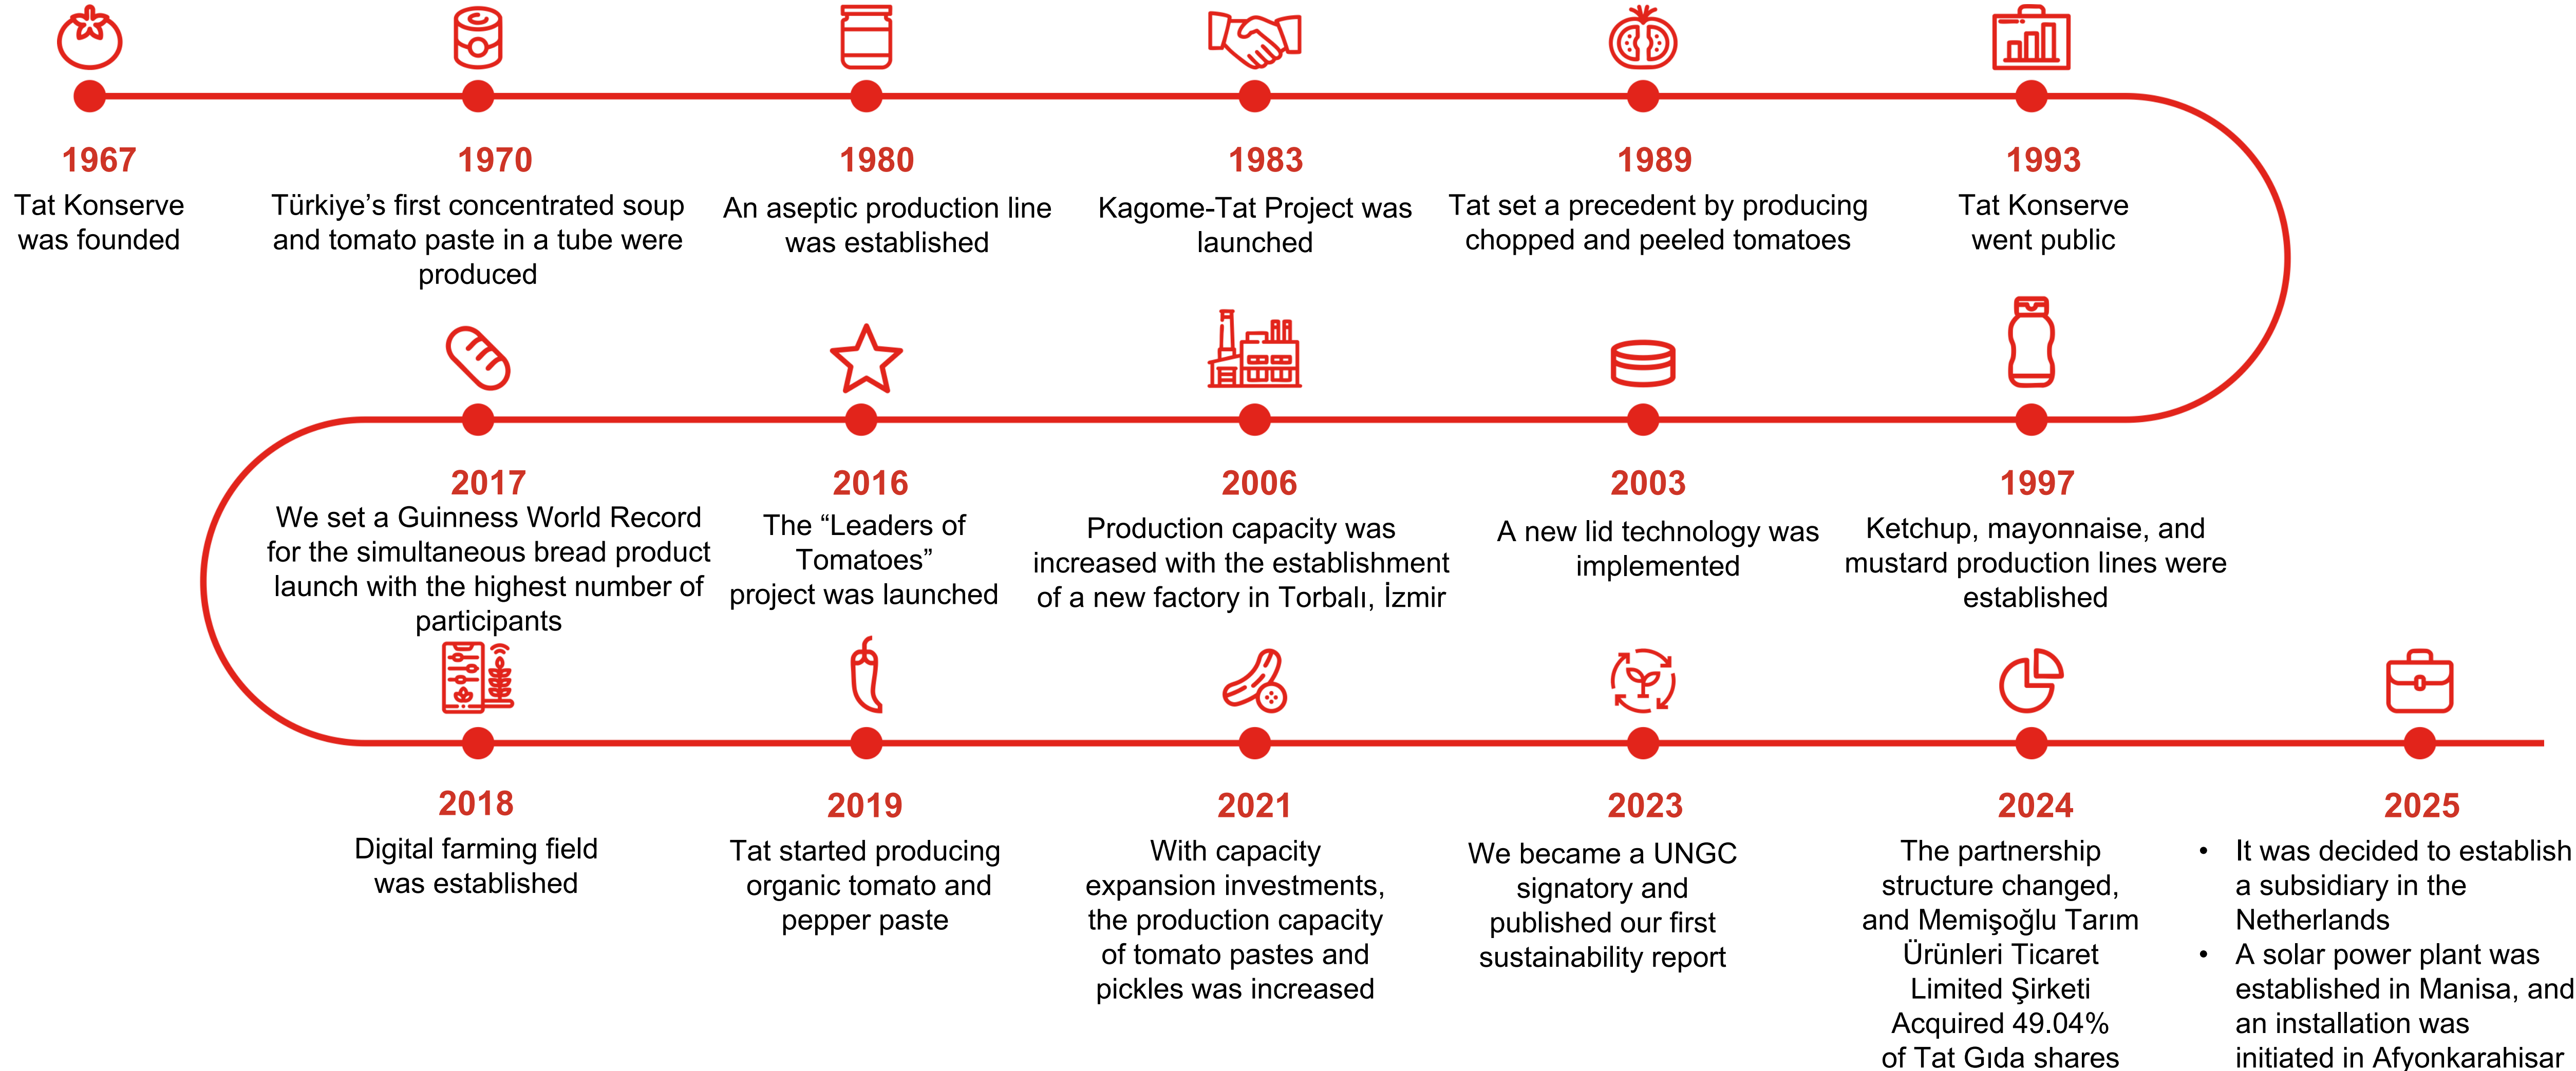 1967
Tat Konserve
was founded
1970
Türkiye’s first concentrated soup
and tomato paste in a tube were
produced
1980
An aseptic production line
was established
1983
Kagome-Tat Project was
launched
1989
Tat set a precedent by producing
chopped and peeled tomatoes
1993
Tat Konserve
went public
1997
Ketchup, mayonnaise, and
mustard production lines were
established
2003
A new lid technology was
implemented
2006
Production capacity was
increased with the establishment
of a new factory in Torbalı, İzmir
2016
The “Leaders of
Tomatoes”
project was launched
2017
We set a Guinness World Record
for the simultaneous bread product
launch with the highest number of
participants
2018
Digital farming field
was established
2019
Tat started producing
organic tomato and
pepper paste
2021
With capacity
expansion investments,
the production capacity
of tomato pastes and
pickles was increased
2023
We became a UNGC
signatory and
published our first
sustainability report
2024
The partnership
structure changed,
and Memişoğlu Tarım
Ürünleri Ticaret
Limited Şirketi
Acquired 49.04%
of Tat Gıda shares
2025
• It was decided to establish
a subsidiary in the
Netherlands
• A solar power plant was
established in Manisa, and
an installation was
initiated in Afyonkarahisar